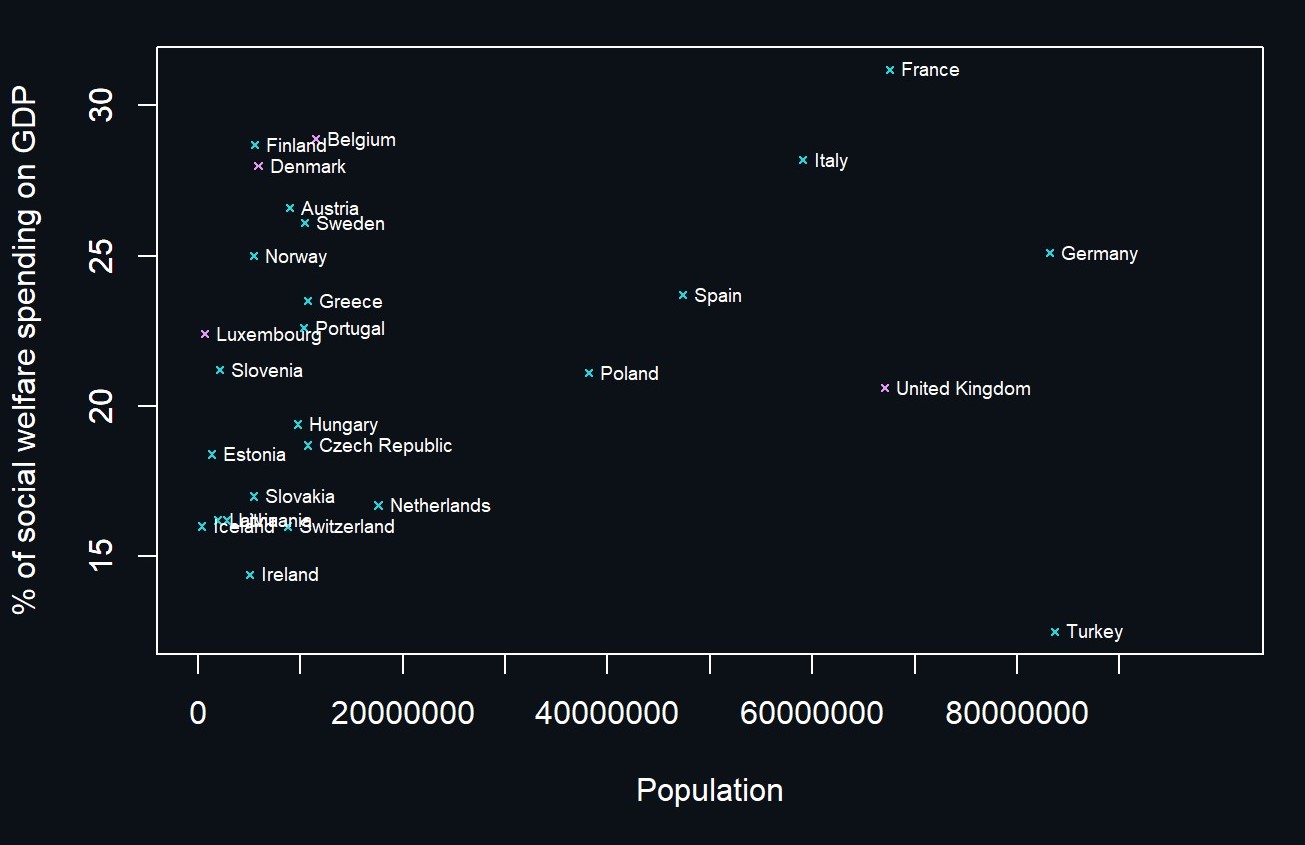 % of social welfare spending on GDP
30
25
20
15
France
Belgium
Finland
Italy
Denmark
Austria
Sweden
Germany
Norway
Spain
Greece
Portugal
Luxembourg
Slovenia
Poland
United Kingdom
Hungary
Czech Republic
Estonia
Slovakia
Netherlands
Lithuania
Iceland
Switzerland
Ireland
Turkey
0
20000000
40000000
60000000
80000000
Population